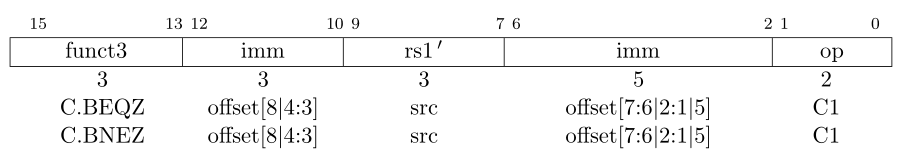 15 13 12 10 9 7 6 2 1 0
funct3 imm rs1 ′ imm op
3 3 3 5 2
C.BEQZ offset[8|4:3] src offset[7:6|2:1|5] C1
C.BNEZ offset[8|4:3] src offset[7:6|2:1|5] C1